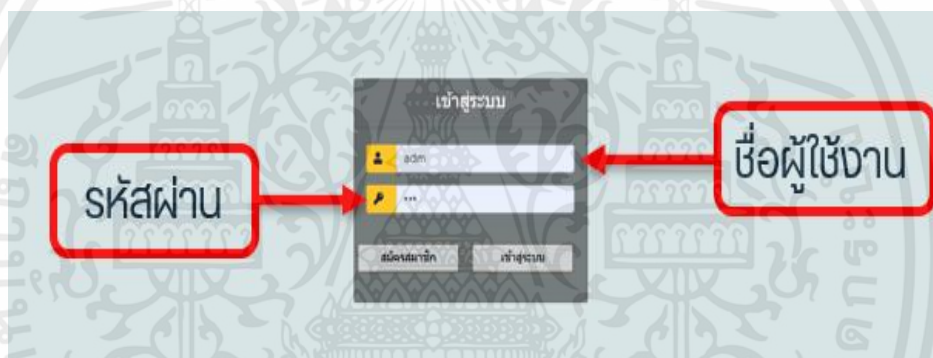 เข้าสู่ระบบ
adm
ชื่อผู้ใช้งาน
รหัสผ่าน
***
สมัครสมาชิก
เข้าสู่ระบบ